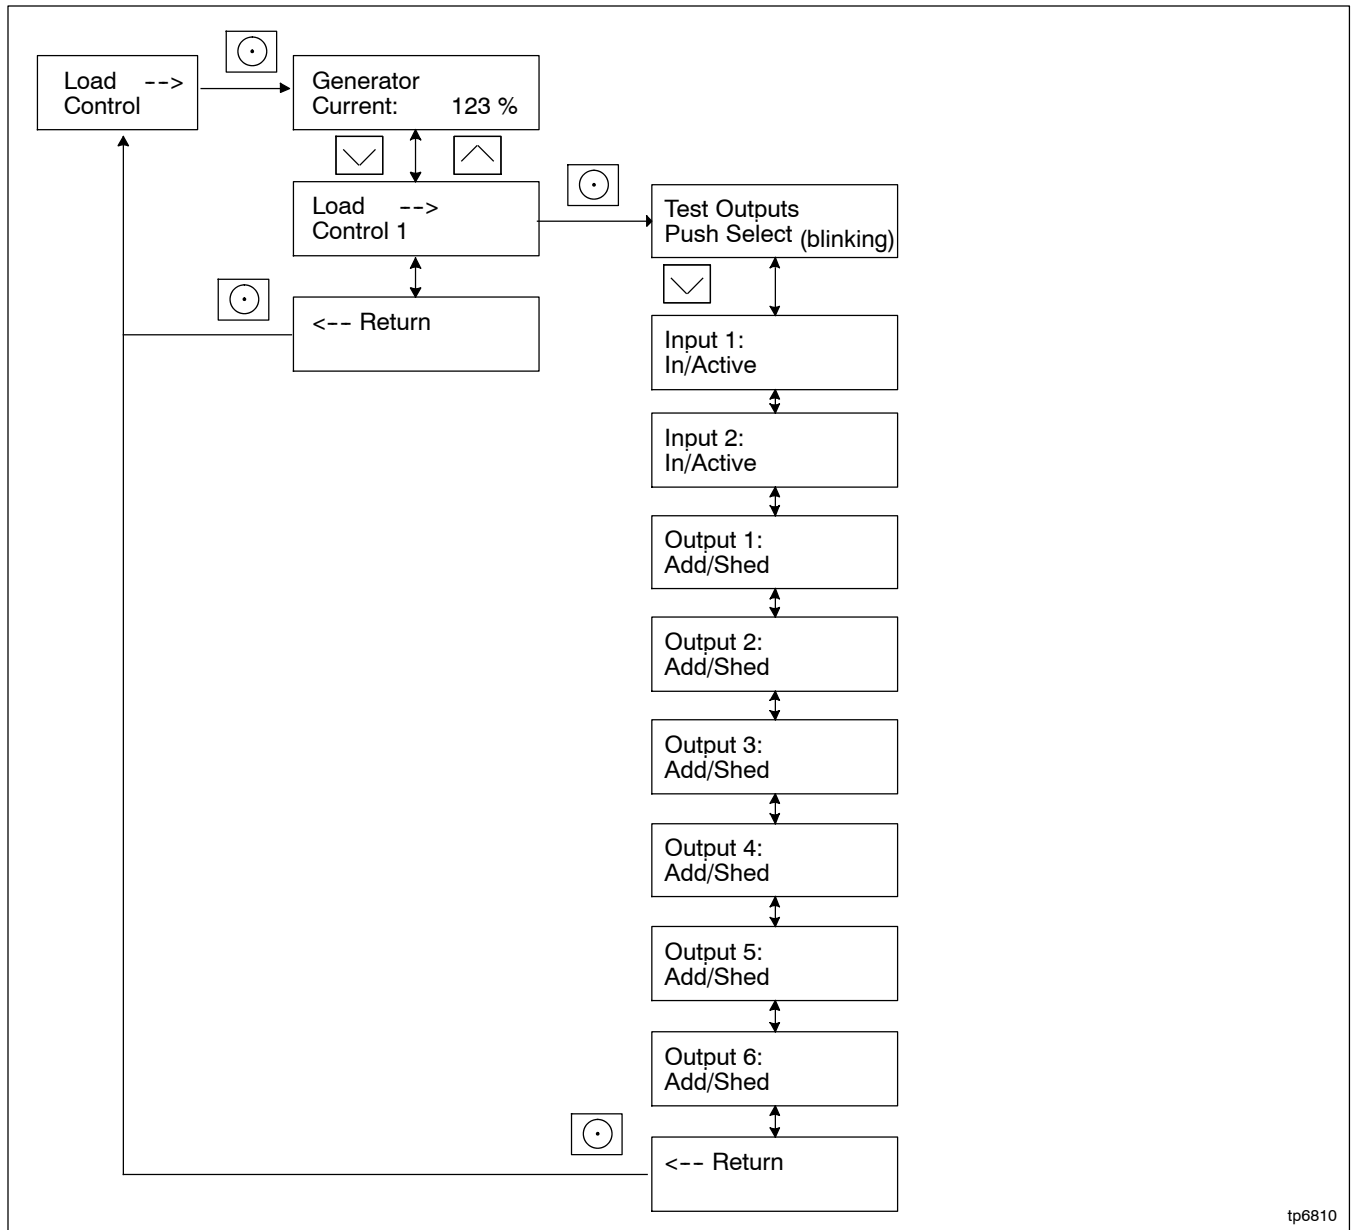 Load -->
Control
Generator
Current: 123 %
Load -->
Control 1
<-- Return
Test Outputs
Push Select (blinking)
Input 1:
In/Active
Input 2:
In/Active
Output 1:
Add/Shed
Output 2:
Add/Shed
Output 3:
Add/Shed
Output 4:
Add/Shed
Output 5:
Add/Shed
Output 6:
Add/Shed
<-- Return
tp6810